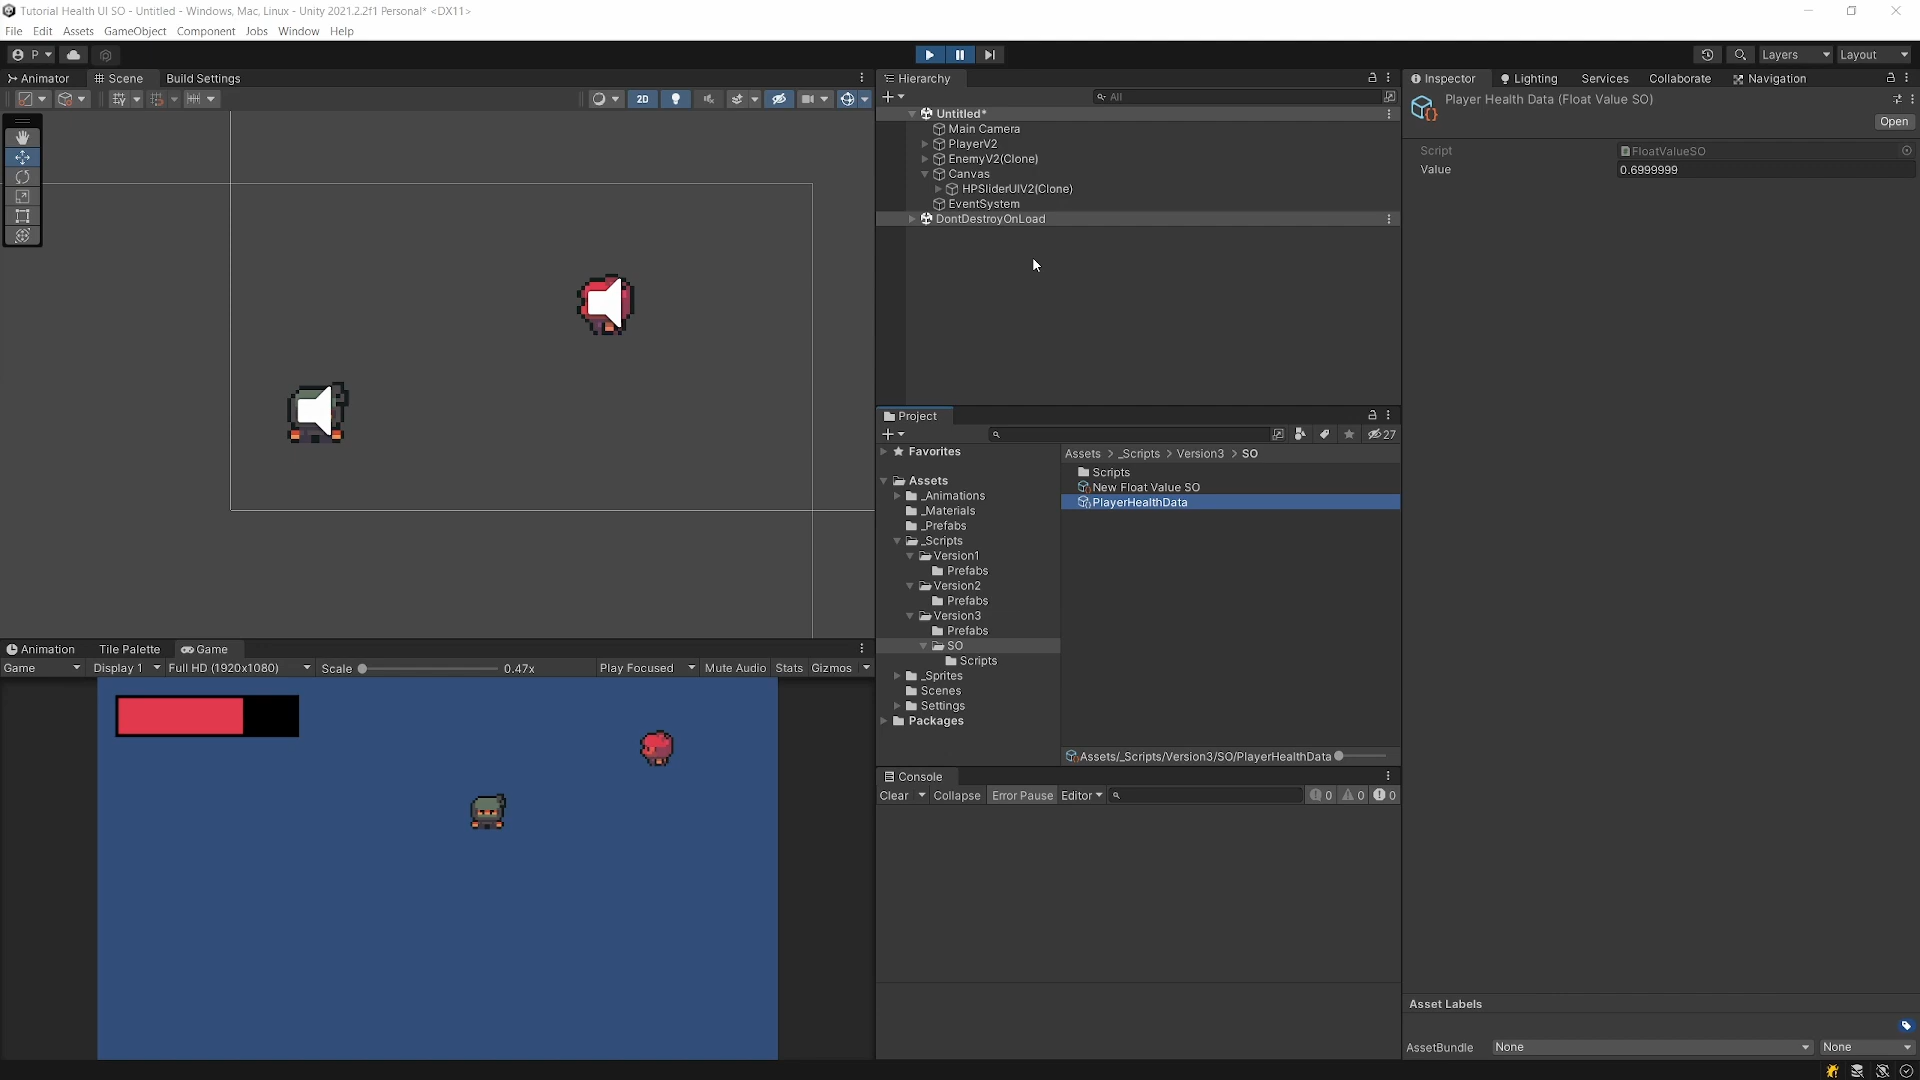 Tutorial Health UI SO - Untitled - Windows, Mac, Linux - Unity 2021.2.2f1 Personal* <DX11>
File Edit Assets GameObject Component Jobs Window Help
P Layers Layout
Animator Scene Build Settings
2D
Hierarchy
All
Untitled*
Main Camera
PlayerV2
EnemyV2(Clone)
Canvas
HPSliderUIV2(Clone)
EventSystem
DontDestroyOnLoad
Inspector Lighting Services Collaborate Navigation
Player Health Data (Float Value SO)
Open
Script FloatValueSO
Value 0.6999999
Project
27
Favorites
Assets
_Animations
_Materials
_Prefabs
_Scripts
Version1
Prefabs
Version2
Prefabs
Version3
Prefabs
SO
Scripts
_Sprites
Scenes
Settings
Packages
Assets > _Scripts > Version3 > SO
Scripts
New Float Value SO
PlayerHealthData
Assets/_Scripts/Version3/SO/PlayerHealthData
Animation Tile Palette Game
Game Display 1 Full HD (1920x1080) Scale 0.47x Play Focused Mute Audio Stats Gizmos
Console
Clear Collapse Error Pause Editor 0 0 0
Asset Labels
AssetBundle None None